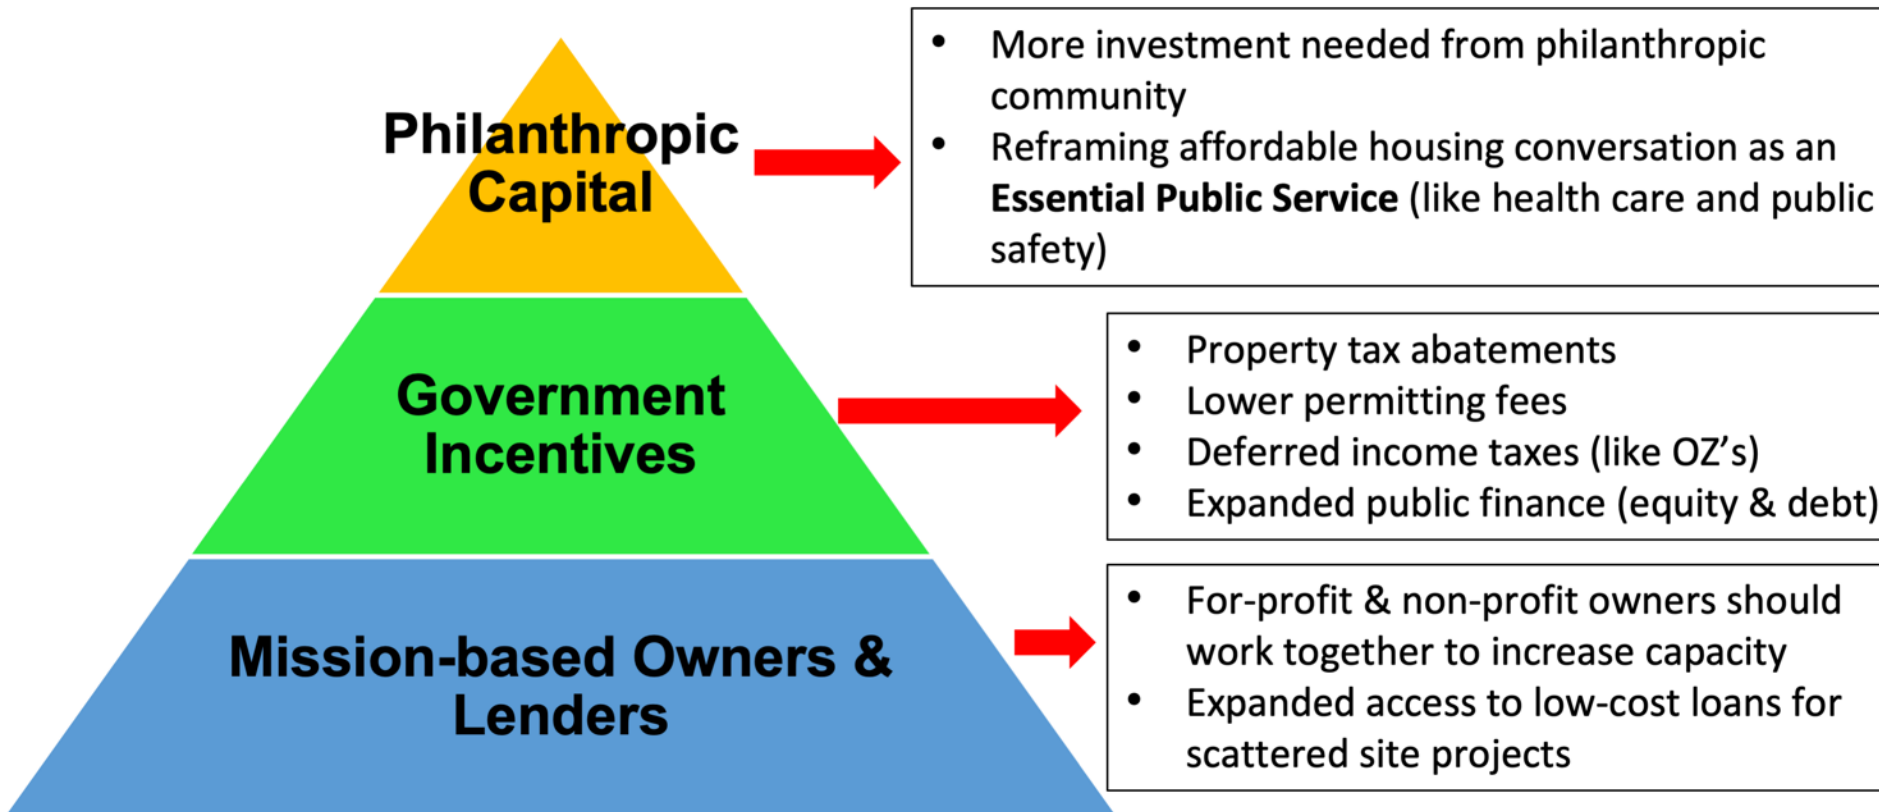 Philanthropic
Capital
• More investment needed from philanthropic
community
• Reframing affordable housing conversation as an
Essential Public Service (like health care and public
safety)
Government
Incentives
• Property tax abatements
• Lower permitting fees
• Deferred income taxes (like OZ's)
• Expanded public finance (equity & debt)
Mission-based Owners &
Lenders
• For-profit & non-profit owners should
work together to increase capacity
• Expanded access to low-cost loans for
scattered site projects